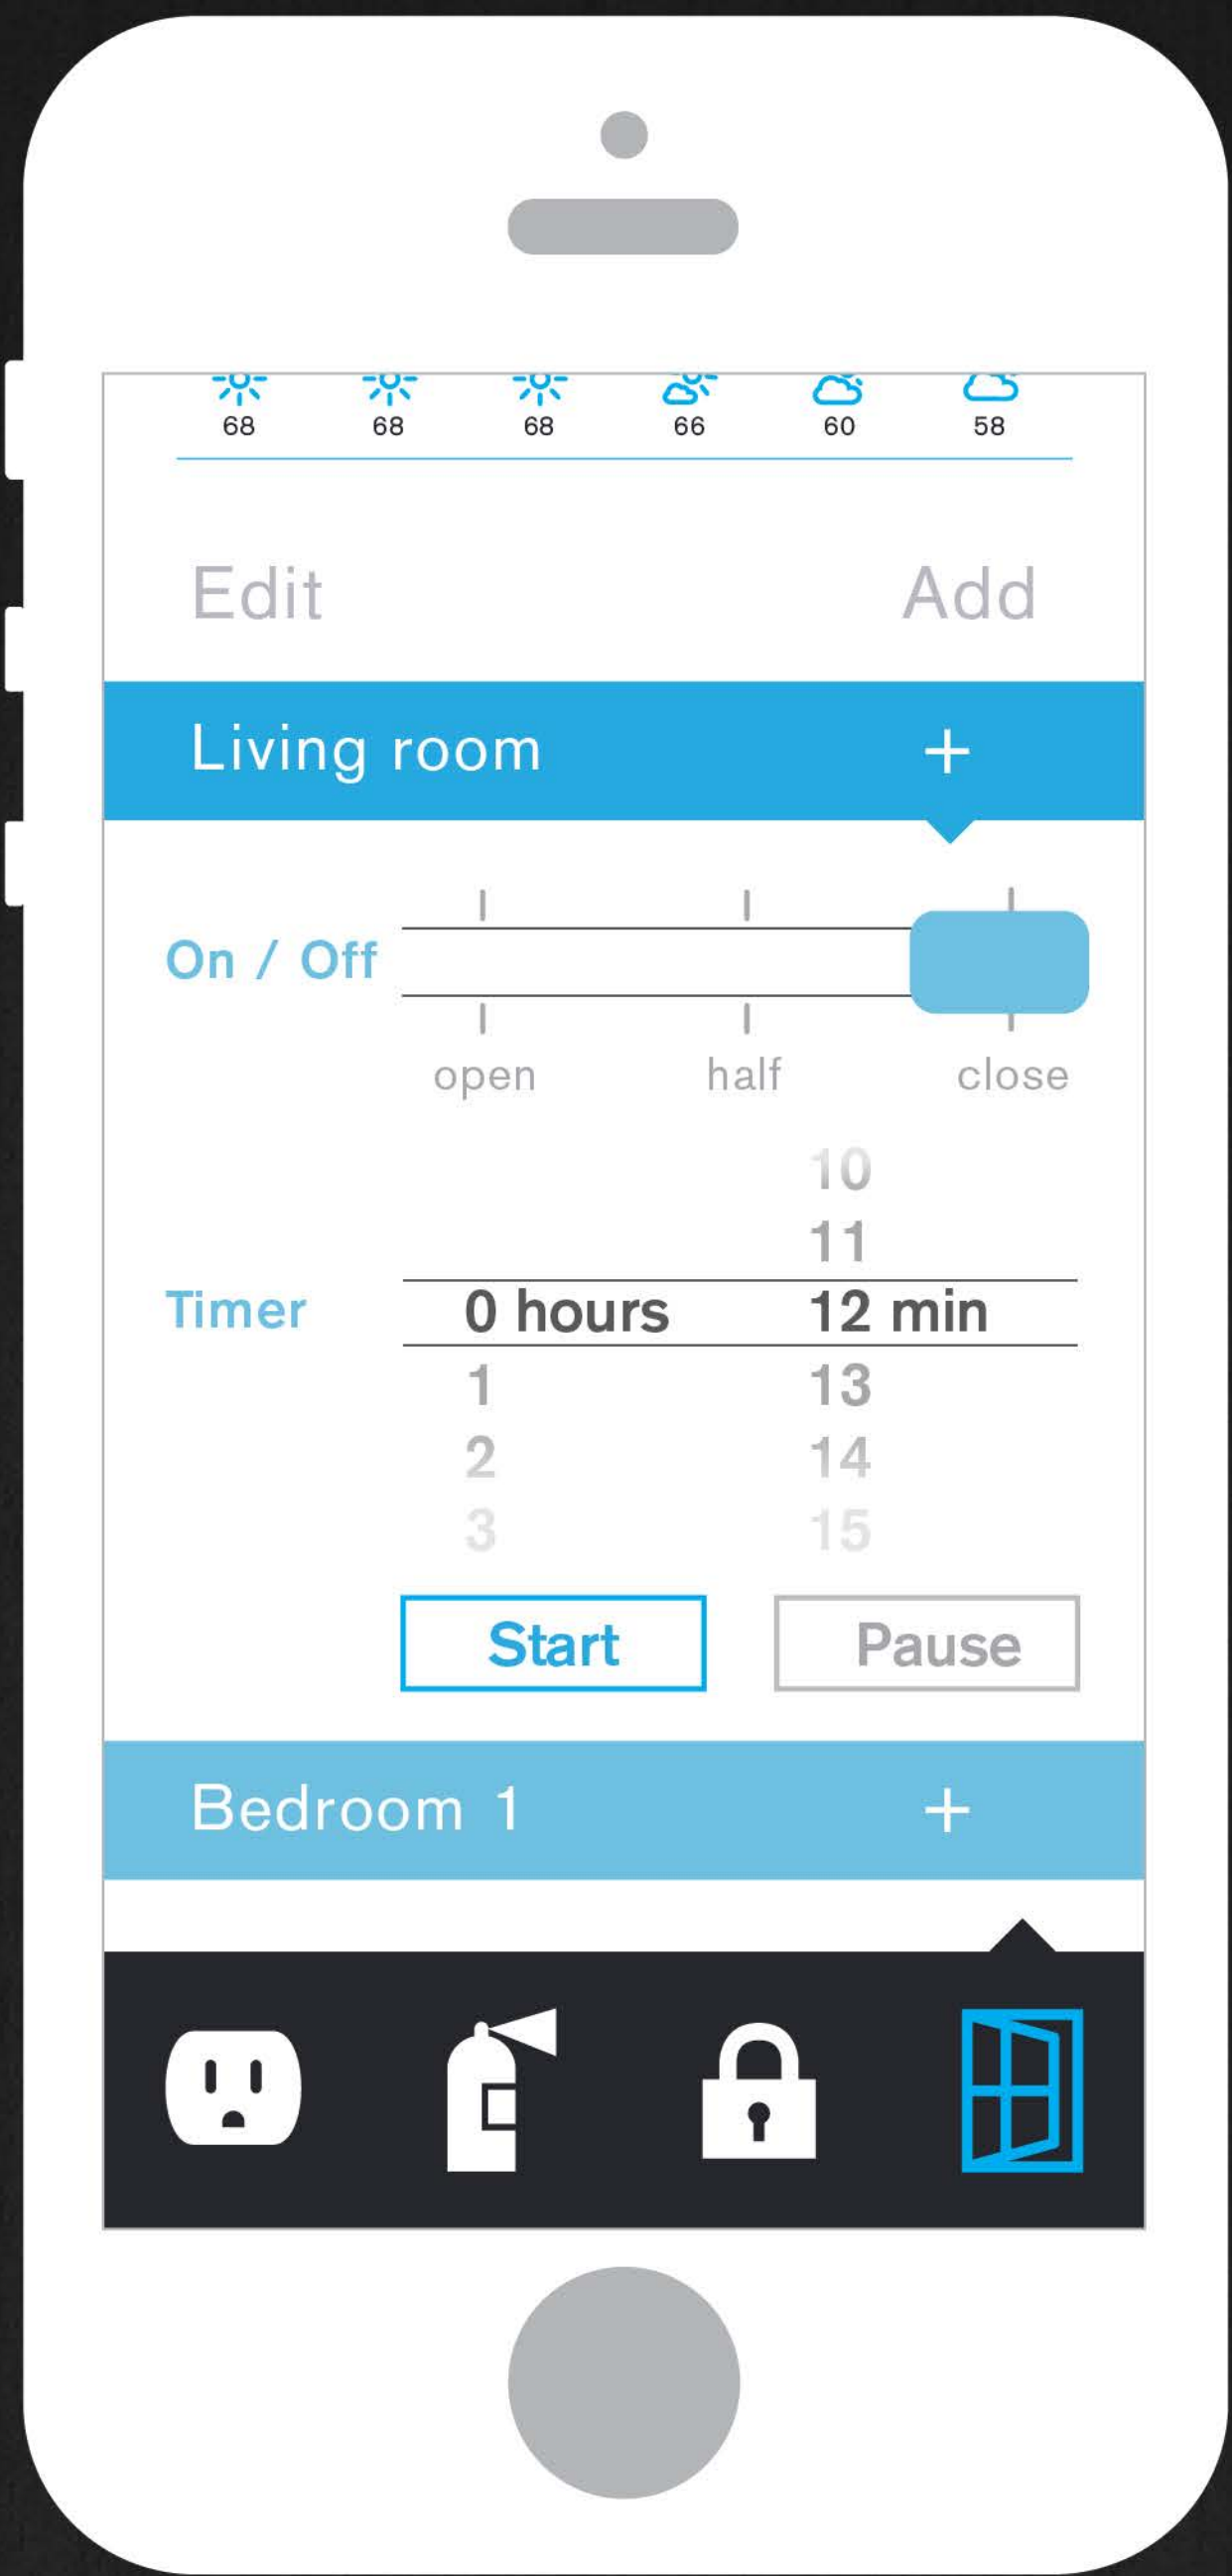 68 68 68 66 60 58
Edit Add
Living room +
On / Off
open half close
10
11
Timer 0 hours 12 min
1 13
2 14
3 15
Start Pause
Bedroom 1 +